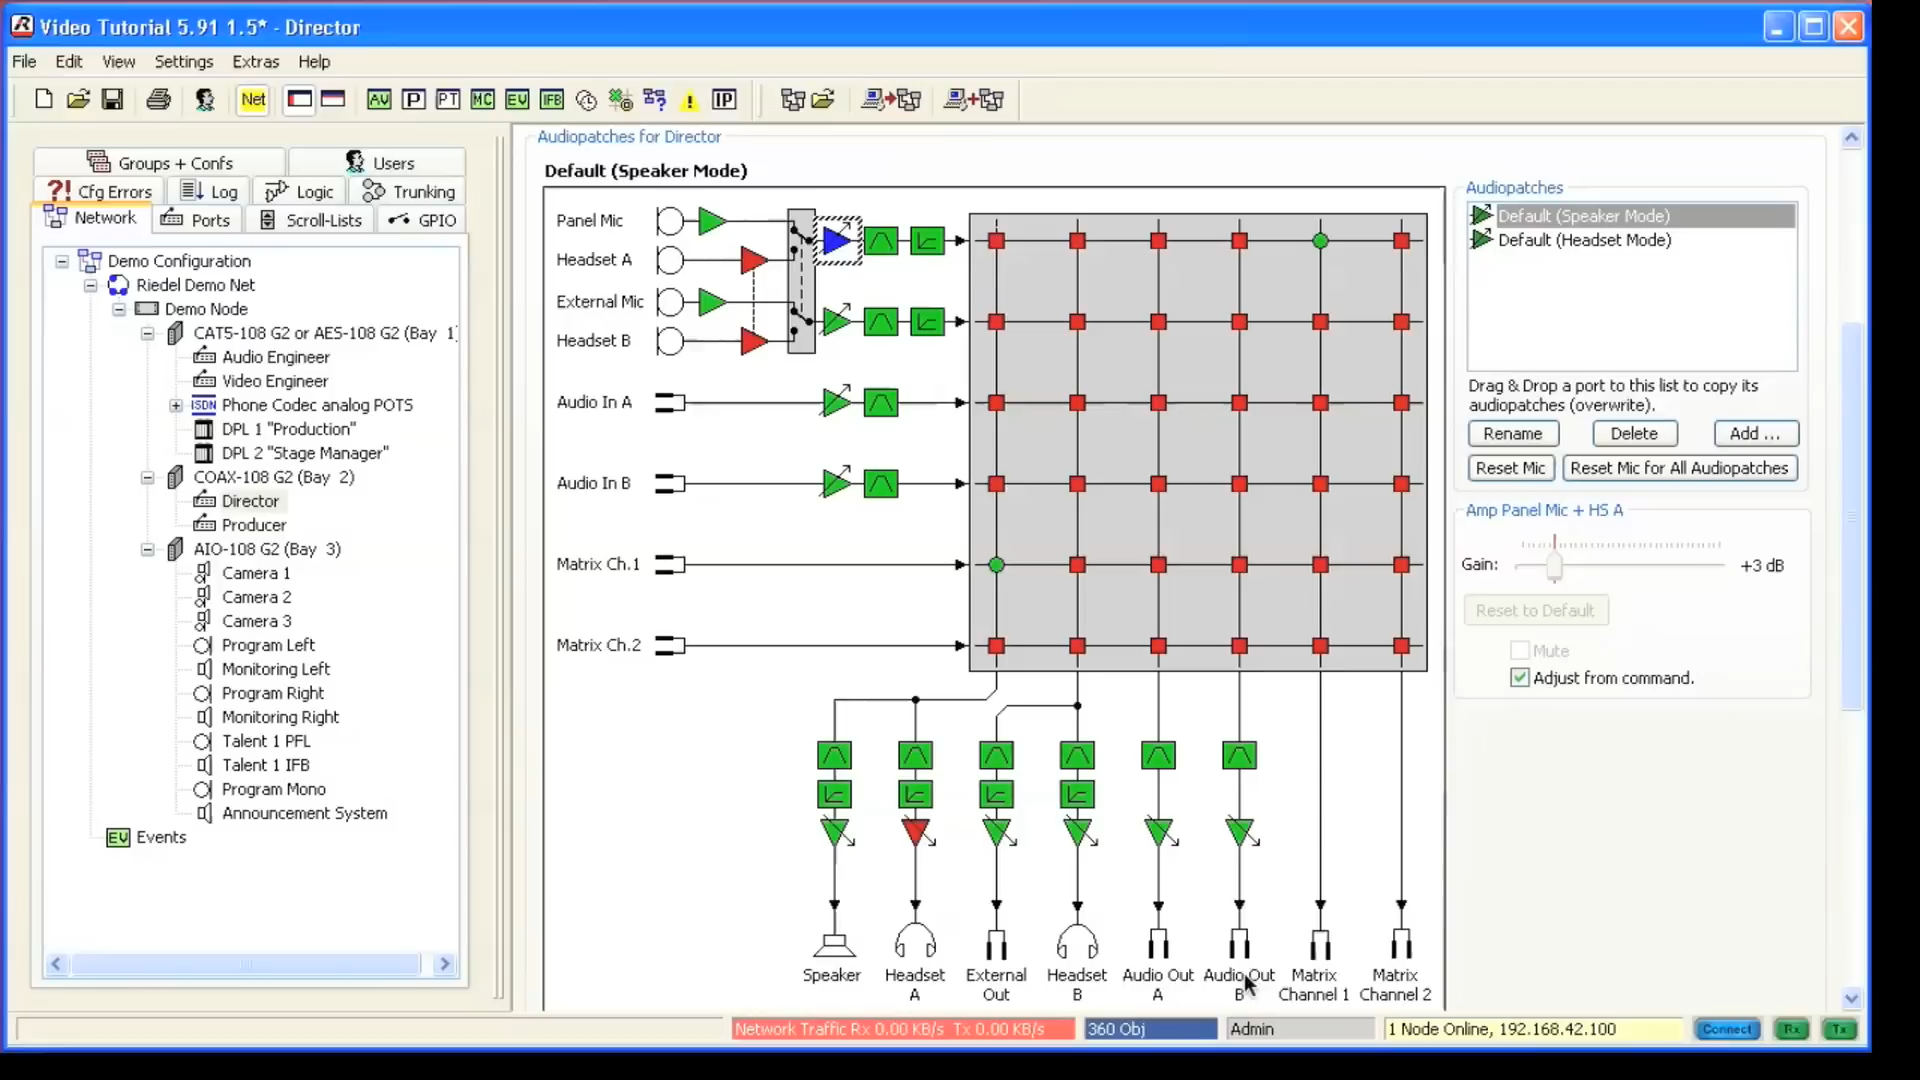 Video Tutorial 5.91 1.5* - Director
File Edit View Settings Extras Help
Net AV P PT MC EV IFB ? ! IP
Groups + Confs Users
?! Cfg Errors Log Logic Trunking
Network Ports Scroll-Lists GPIO
Demo Configuration
Riedel Demo Net
Demo Node
CAT5-108 G2 or AES-108 G2 (Bay 1)
Audio Engineer
Video Engineer
ISDN Phone Codec analog POTS
DPL 1 "Production"
DPL 2 "Stage Manager"
COAX-108 G2 (Bay 2)
Director
Producer
AIO-108 G2 (Bay 3)
Camera 1
Camera 2
Camera 3
Program Left
Monitoring Left
Program Right
Monitoring Right
Talent 1 PFL
Talent 1 IFB
Program Mono
Announcement System
EV Events
Audiopatches for Director
Default (Speaker Mode)
Panel Mic
Headset A
External Mic
Headset B
Audio In A
Audio In B
Matrix Ch.1
Matrix Ch.2
Speaker Headset External Headset Audio Out Audio Out Matrix Matrix
A Out B A B Channel 1 Channel 2
Audiopatches
Default (Speaker Mode)
Default (Headset Mode)
Drag & Drop a port to this list to copy its
audiopatches (overwrite).
Rename Delete Add ...
Reset Mic Reset Mic for All Audiopatches
Amp Panel Mic + HS A
Gain: +3 dB
Reset to Default
Mute
Adjust from command.
Network Traffic Rx 0.00 KB/s Tx 0.00 KB/s 360 Obj Admin 1 Node Online, 192.168.42.100 Connect Rx Tx